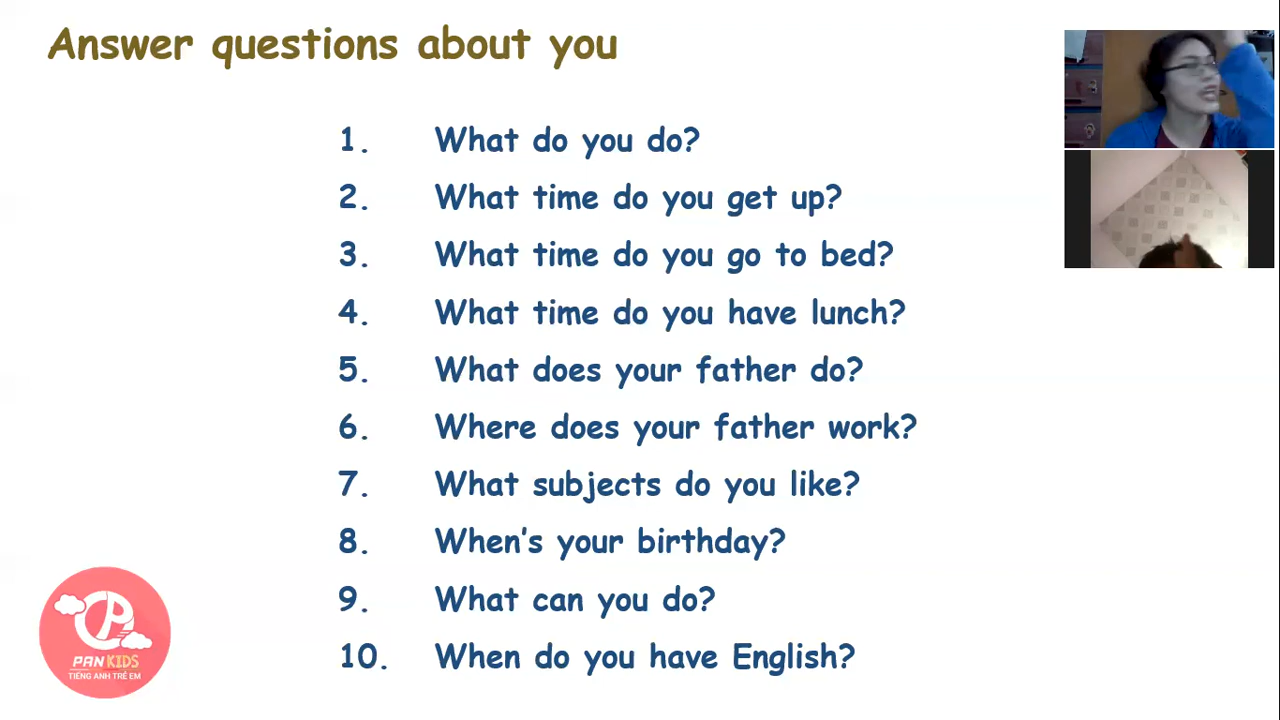 Answer questions about you
1. What do you do?
2. What time do you get up?
3. What time do you go to bed?
4. What time do you have lunch?
5. What does your father do?
6. Where does your father work?
7. What subjects do you like?
8. When's your birthday?
9. What can you do?
10. When do you have English?
PAN KIDS
TIẾNG ANH TRẺ EM